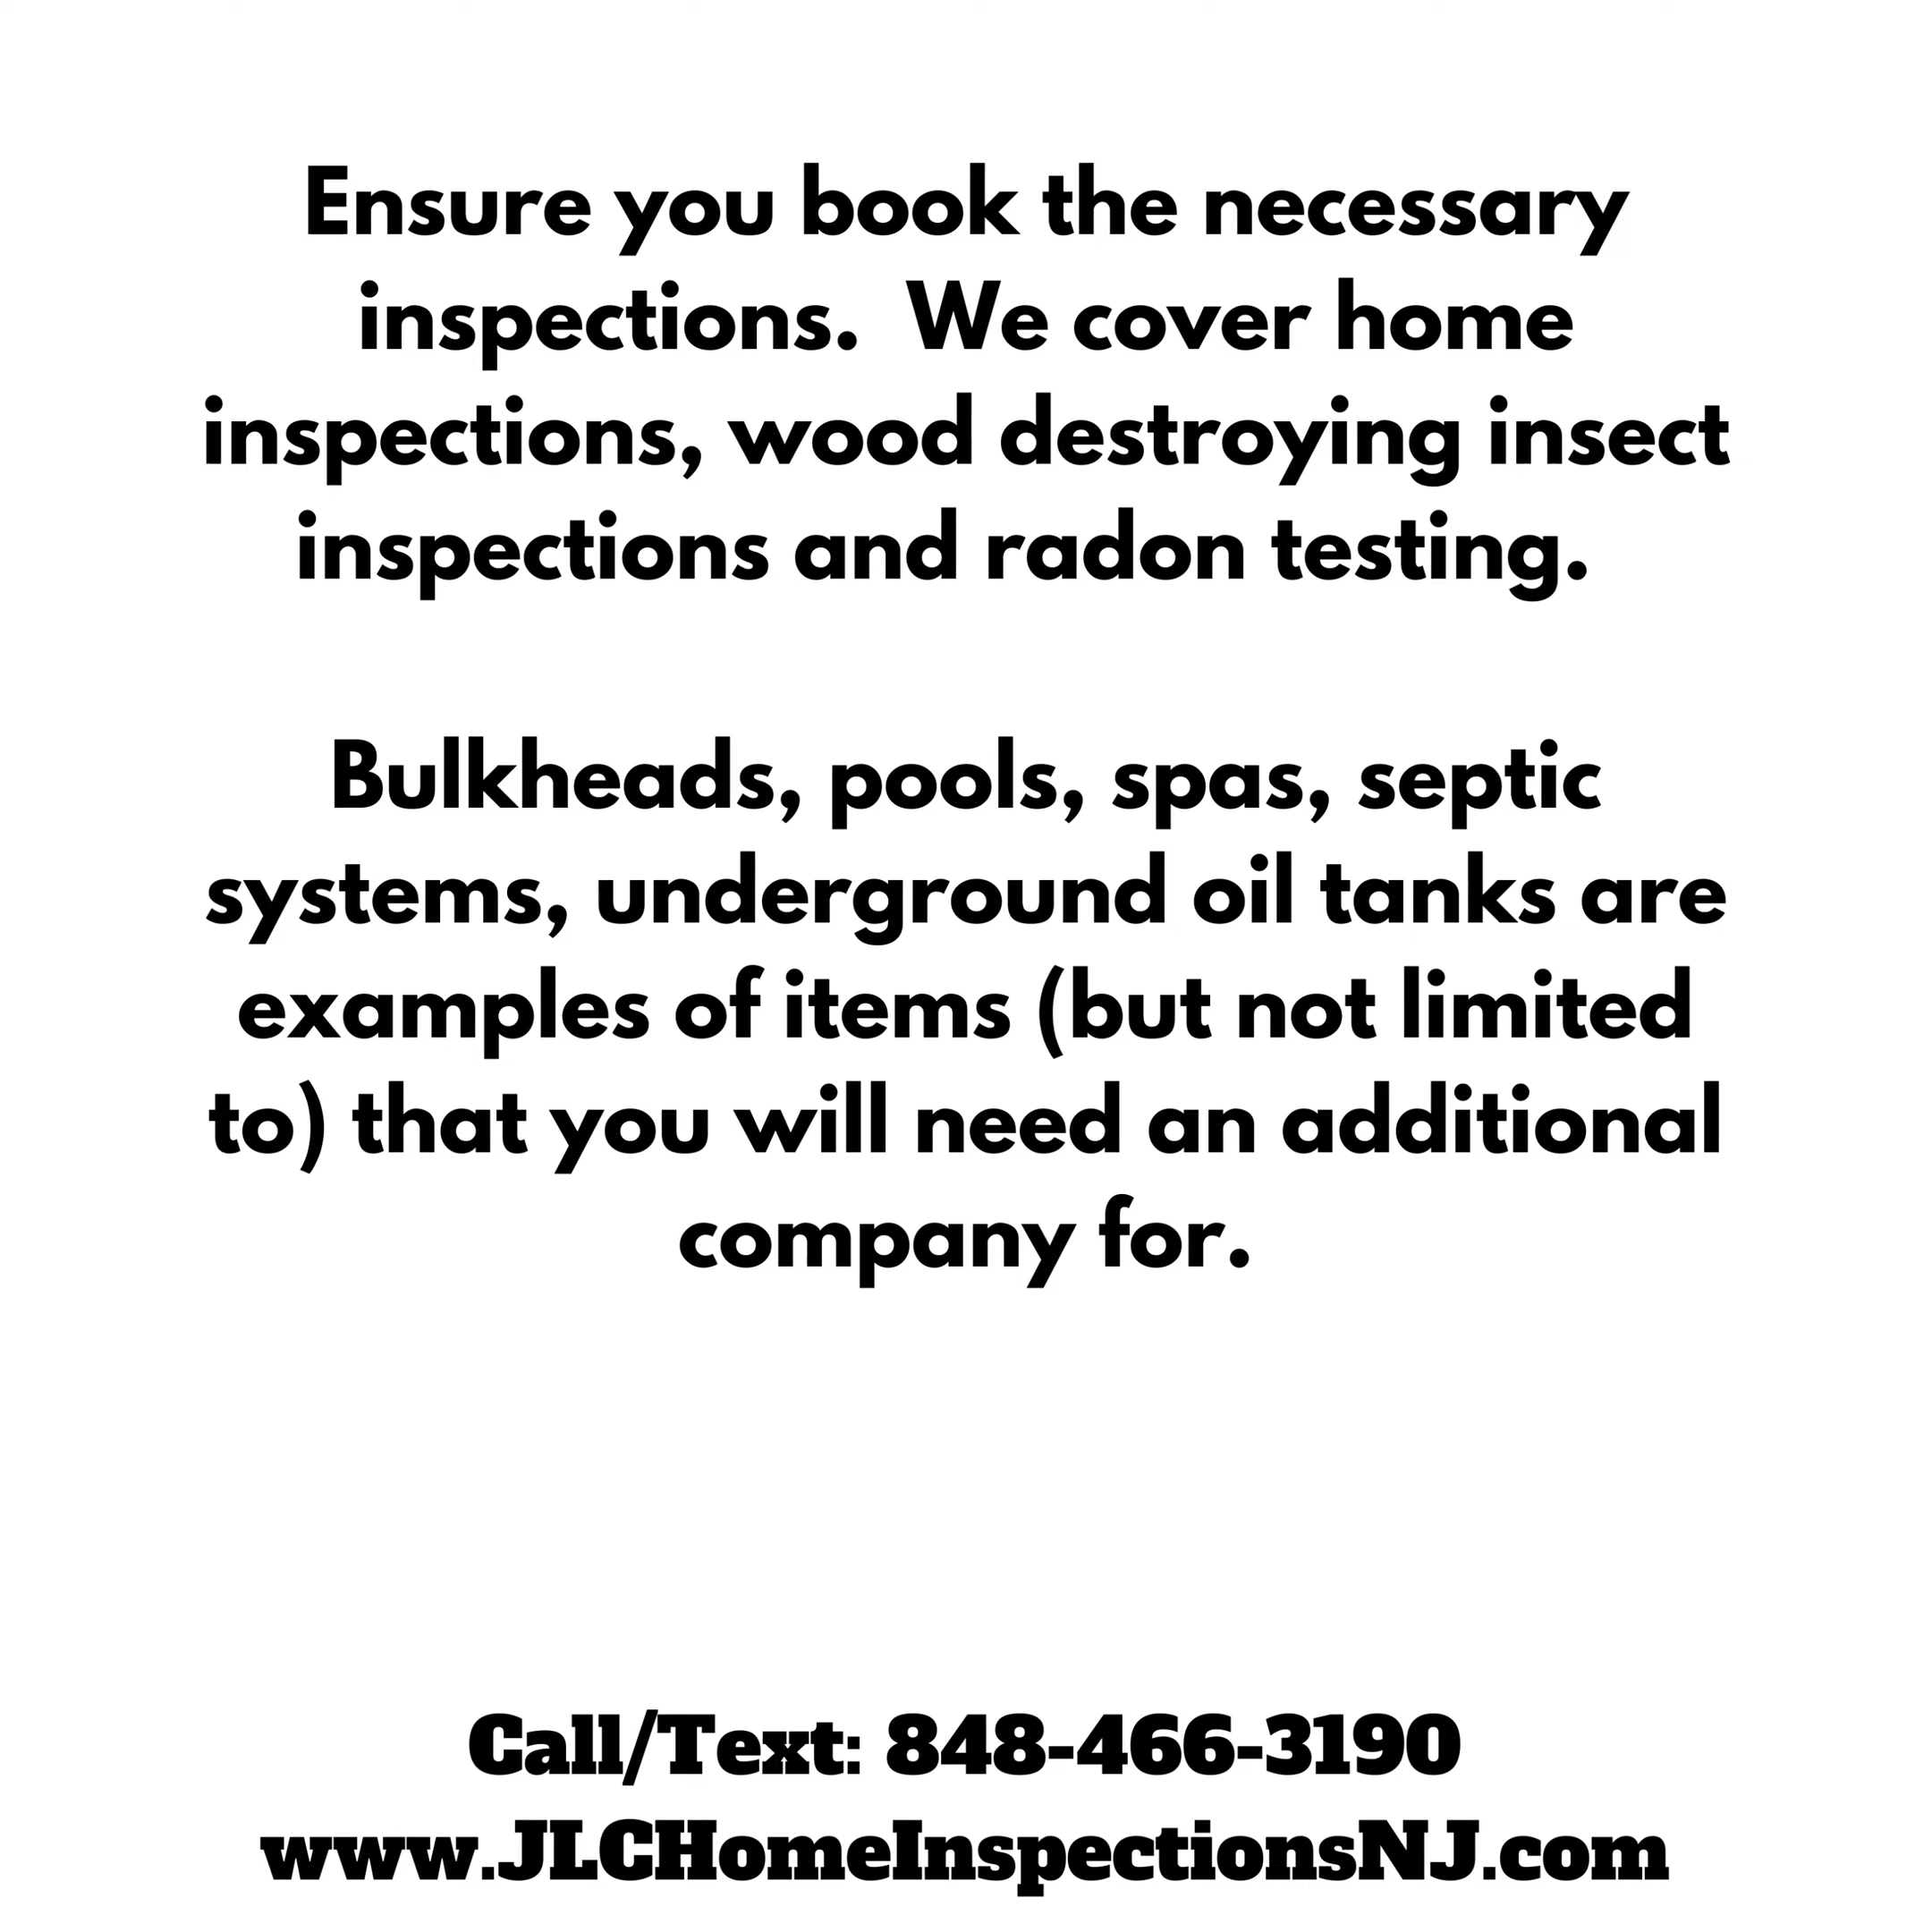 Ensure you book the necessary
inspections.  We cover home
inspections, wood destroying insect
inspections and radon testing.
Bulkheads, pools, spas, septic
systems, underground oil tanks are
examples of items (but not limited
to) that you will need an additional
company for.
Call/Text: 848-466-3190
www.JLCHomeInspectionsNJ.com